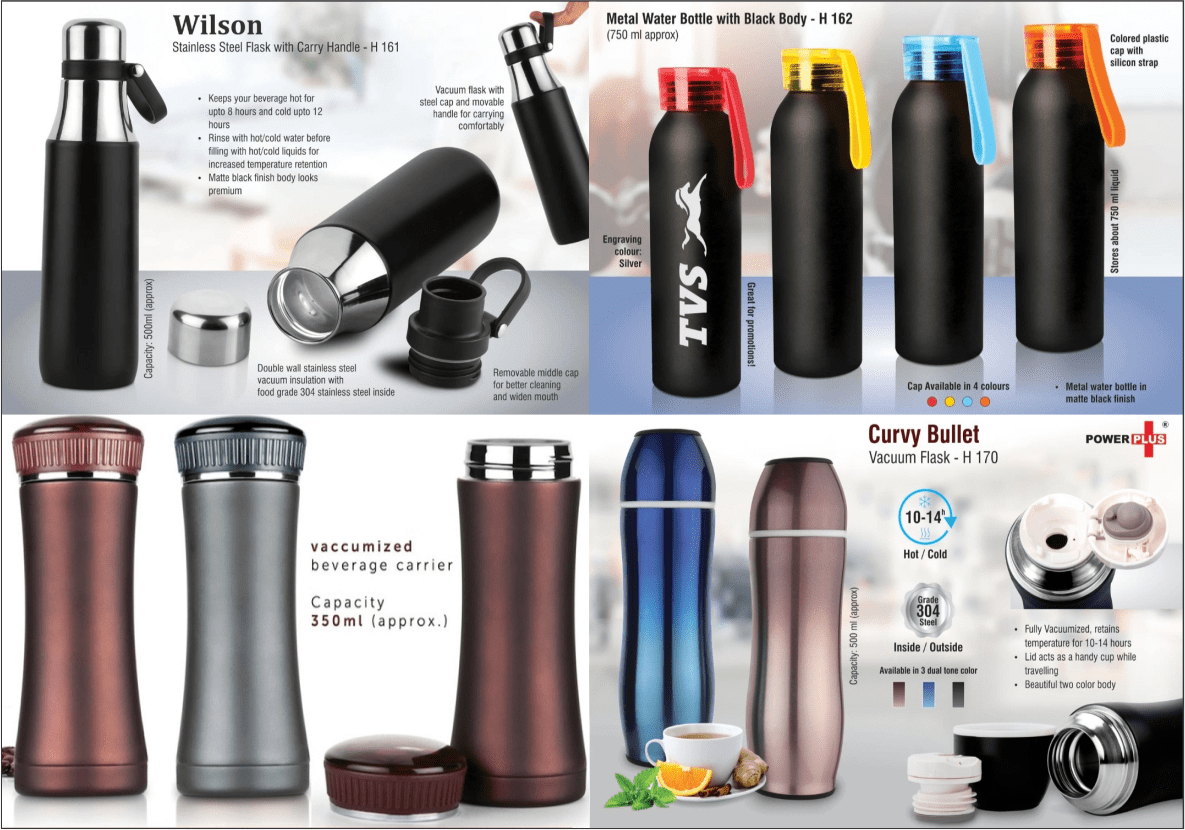 Wilson
Stainless Steel Flask with Carry Handle - H 161
• Keeps your beverage hot for
upto 8 hours and cold upto 12
hours
• Rinse with hot/cold water before
filling with hot/cold liquids for
increased temperature retention
• Matte black finish body looks
premium
Vacuum flask with
steel cap and movable
handle for carrying
comfortably
Capacity: 500ml (approx)
Double wall stainless steel
vacuum insulation with
food grade 304 stainless steel inside
Removable middle cap
for better cleaning
and widen mouth
Metal Water Bottle with Black Body - H 162
(750 ml approx)
Colored plastic
cap with
silicon strap
Engraving
colour:
Silver
TVS
Great for promotions!
Stores about 750 ml liquid
Cap Available in 4 colours
• Metal water bottle in
matte black finish
vaccumized
beverage carrier
Capacity
350ml (approx.)
Curvy Bullet
Vacuum Flask - H 170
POWER PLUS ®
10-14h
Hot / Cold
Grade
304
Steel
Inside / Outside
Available in 3 dual tone color
Capacity: 500 ml (approx)
• Fully Vacuumized, retains
temperature for 10-14 hours
• Lid acts as a handy cup while
travelling
• Beautiful two color body